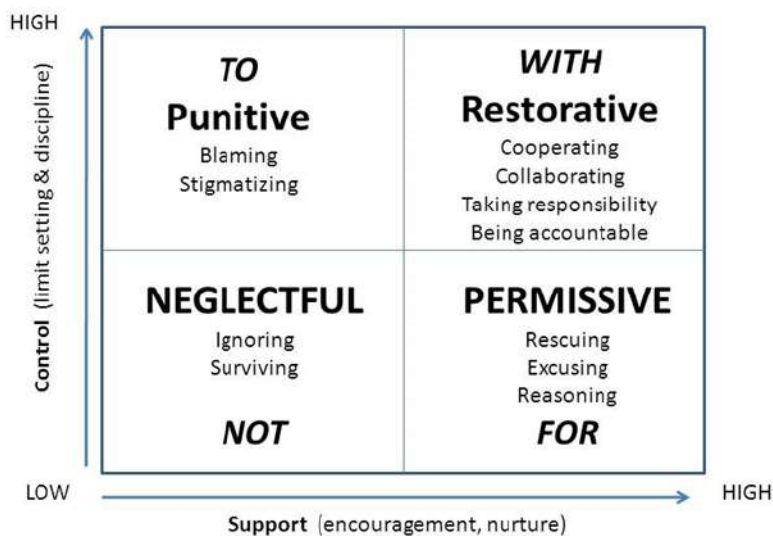 HIGH
Control (limit setting & discipline)
TO
Punitive
Blaming
Stigmatizing
WITH
Restorative
Cooperating
Collaborating
Taking responsibility
Being accountable
NEGLECTFUL
Ignoring
Surviving
NOT
PERMISSIVE
Rescuing
Excusing
Reasoning
FOR
LOW
HIGH
Support (encouragement, nurture)